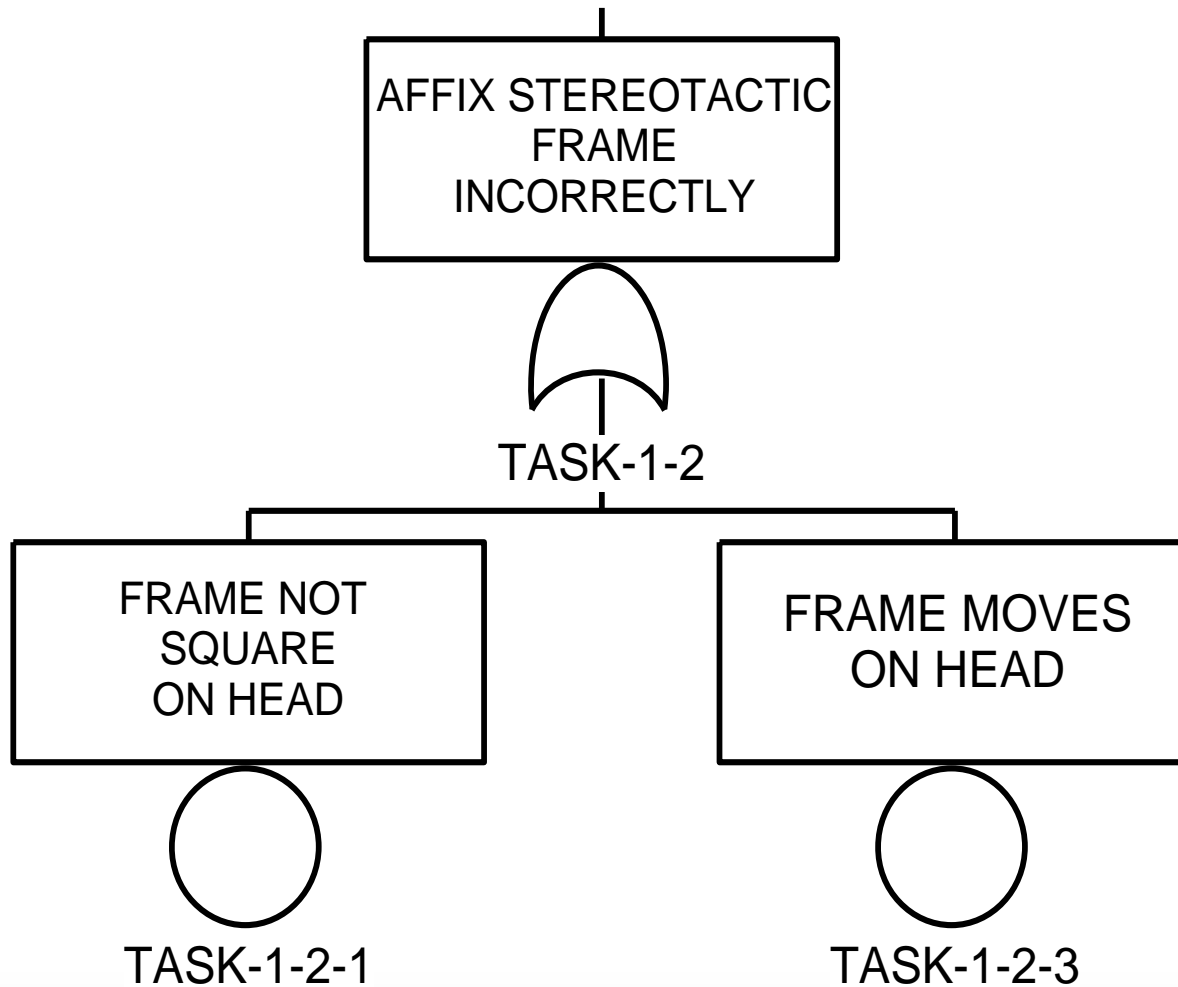 AFFIX STEREOTACTIC
FRAME
INCORRECTLY
TASK-1-2
FRAME NOT
SQUARE
ON HEAD
TASK-1-2-1
FRAME MOVES
ON HEAD
TASK-1-2-3